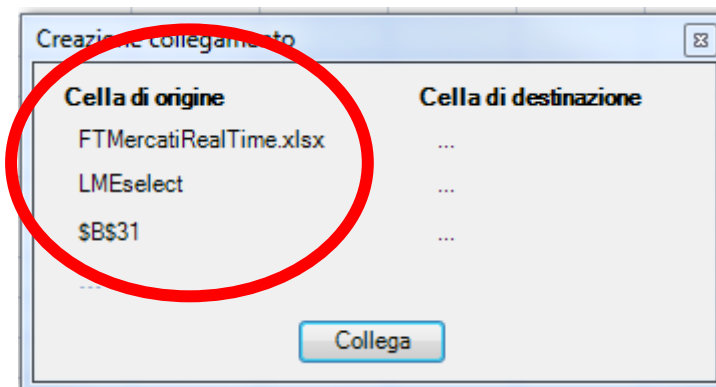 Creazione collegamento
Cella di origine Cella di destinazione
FTMercatiRealTime.xlsx ...
LMEselect ...
$B$31 ...
---
Collega